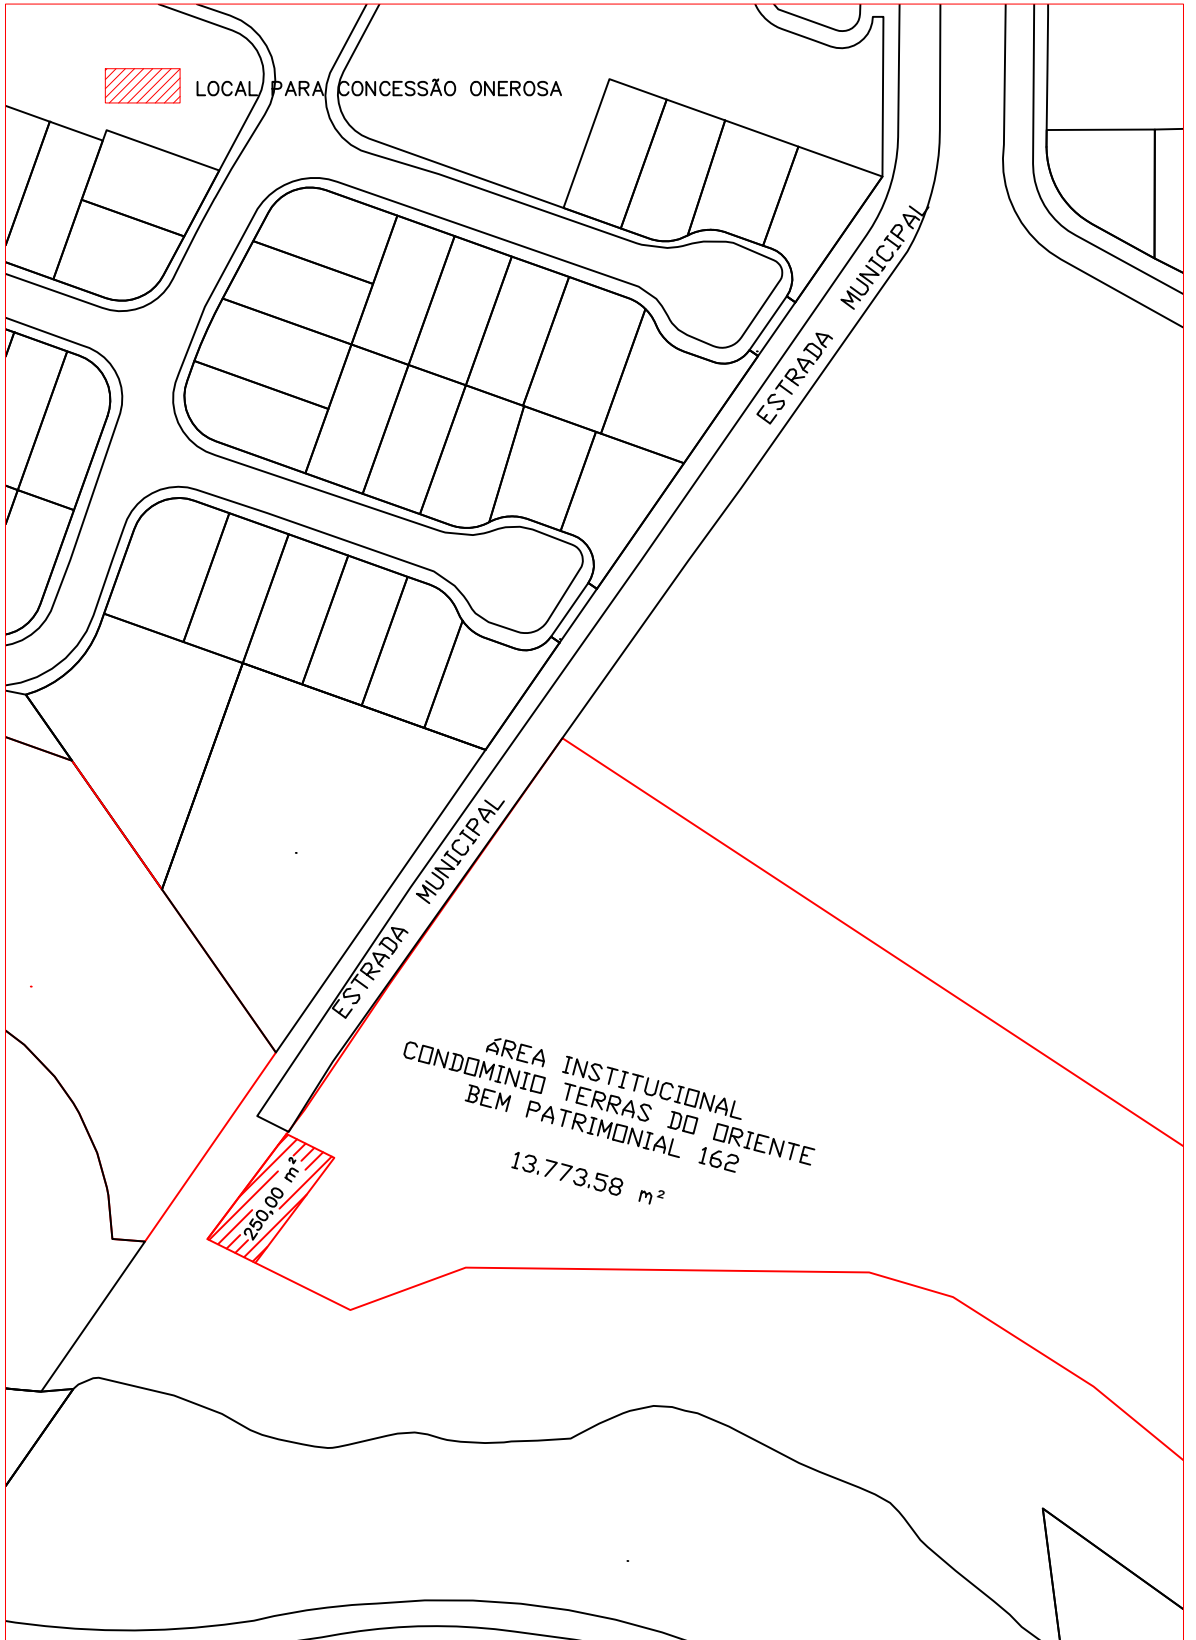 LOCAL PARA CONCESSÃO ONEROSA
ESTRADA MUNICIPAL
ESTRADA MUNICIPAL
ÁREA INSTITUCIONAL
CONDOMINIO TERRAS DO ORIENTE
BEM PATRIMONIAL 162
13.773,58 m²
250,00 m²